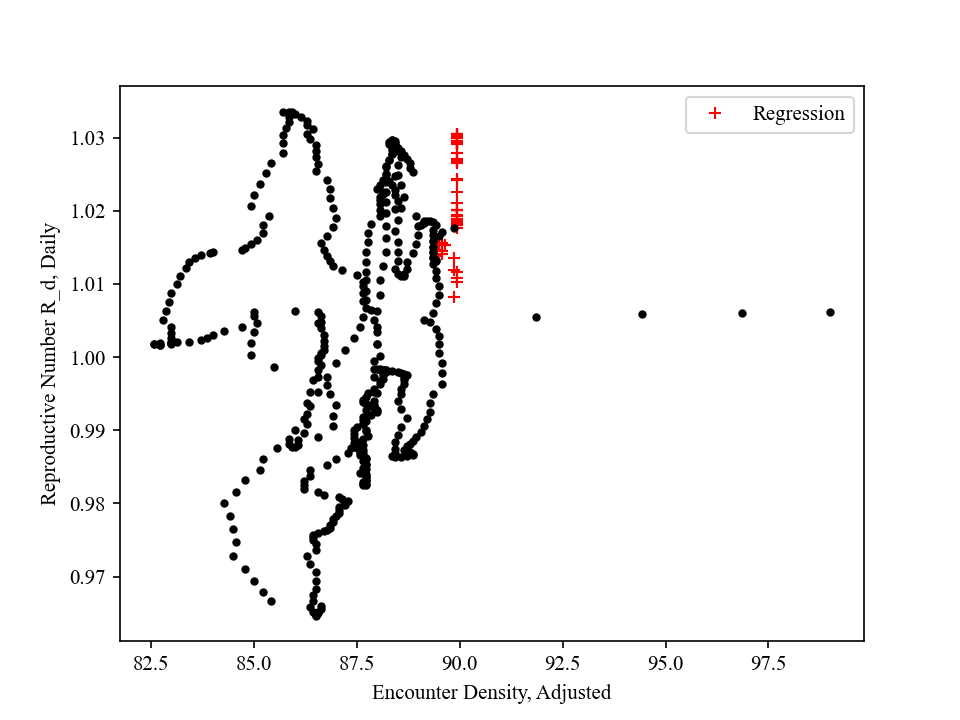 Regression
1.03
1.02
1.01
1.00
0.99
0.98
0.97
Reproductive Number R_d, Daily
82.5 85.0 87.5 90.0 92.5 95.0 97.5
Encounter Density, Adjusted